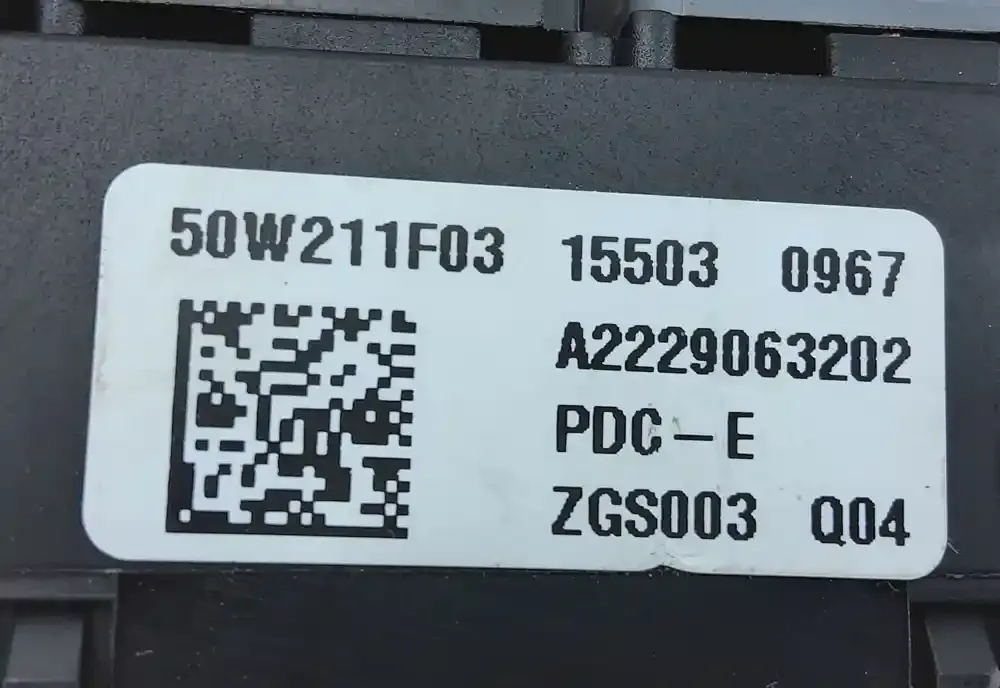 50W211F03 15503 0967
A2229063202
PDC-E
ZGS003 Q04